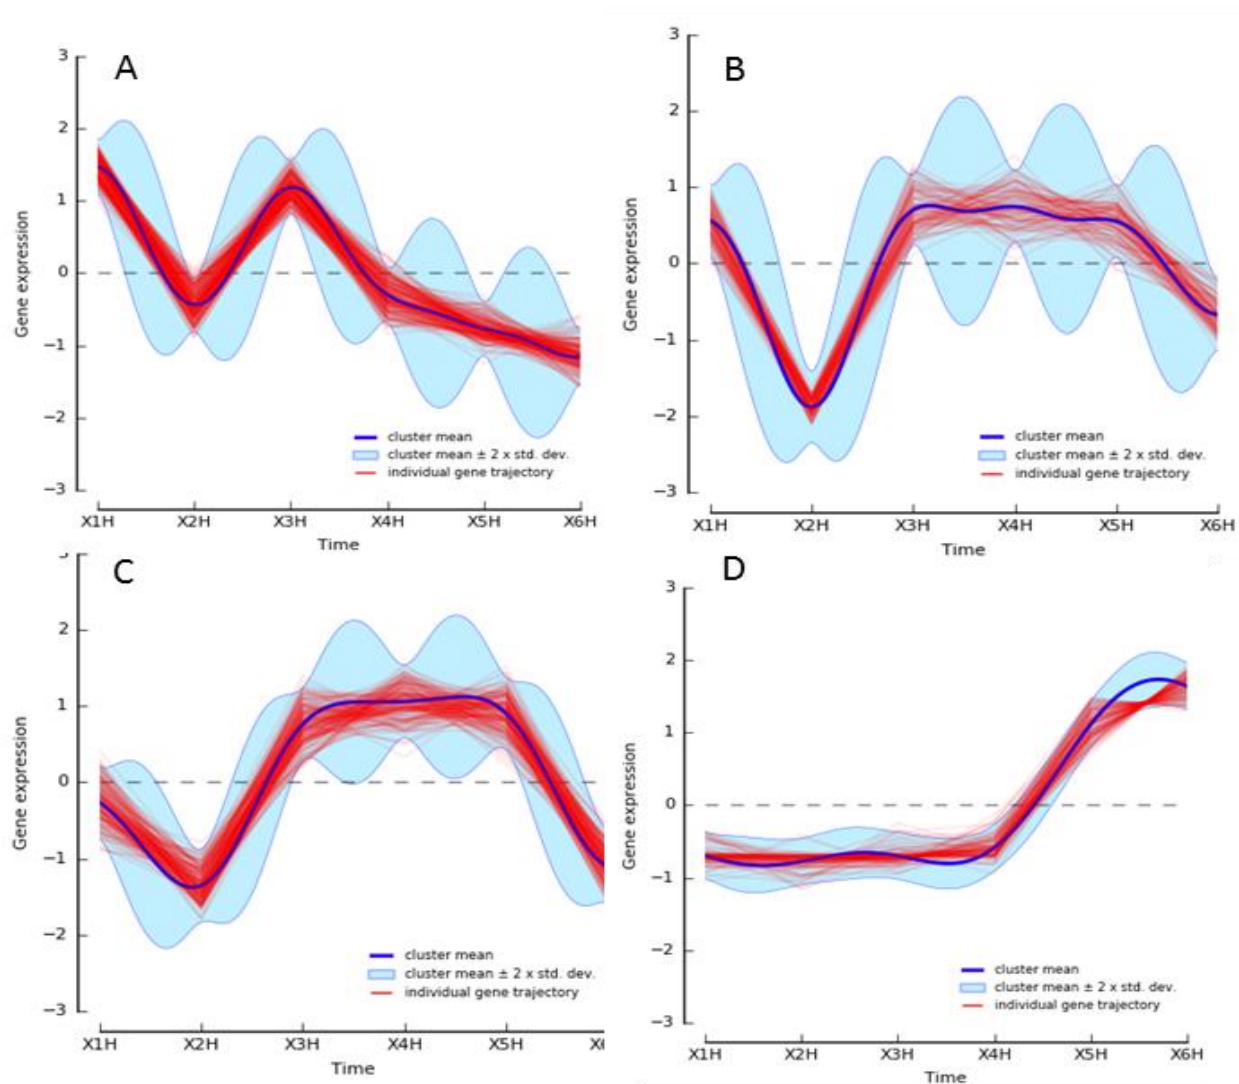 A
3
2
1
0
−1
−2
−3
Gene expression
cluster mean
cluster mean ± 2 x std. dev.
individual gene trajectory
X1H X2H X3H X4H X5H X6H
Time
B
3
2
1
0
−1
−2
−3
Gene expression
cluster mean
cluster mean ± 2 x std. dev.
individual gene trajectory
X1H X2H X3H X4H X5H X6H
Time
C
2
1
0
−1
−2
−3
Gene expression
cluster mean
cluster mean ± 2 x std. dev.
individual gene trajectory
X1H X2H X3H X4H X5H
Time
D
3
2
1
0
−1
−2
−3
Gene expression
cluster mean
cluster mean ± 2 x std. dev.
individual gene trajectory
X1H X2H X3H X4H X5H X6H
Time